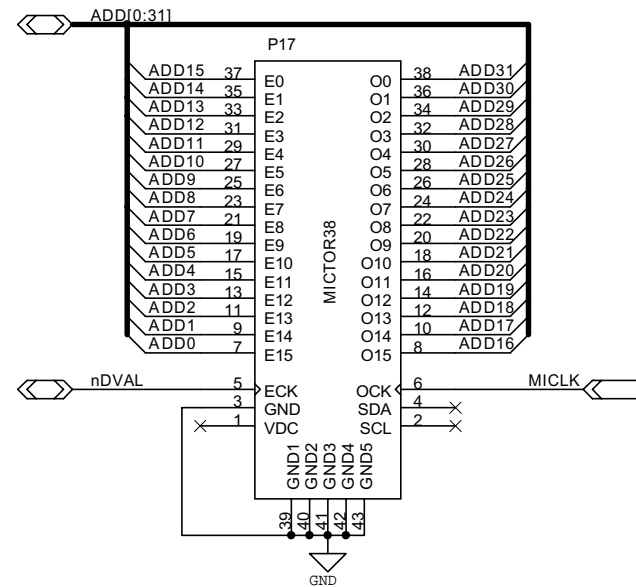 ADD[0:31]
P17
ADD15 37 E0 O0 38 ADD31
ADD14 35 E1 O1 36 ADD30
ADD13 33 E2 O2 34 ADD29
ADD12 31 E3 O3 32 ADD28
ADD11 29 E4 O4 30 ADD27
ADD10 27 E5 O5 28 ADD26
ADD9 25 E6 O6 26 ADD25
ADD8 23 E7 O7 24 ADD24
ADD7 21 E8 O8 22 ADD23
ADD6 19 E9 O9 20 ADD22
ADD5 17 E10 O10 18 ADD21
ADD4 15 E11 O11 16 ADD20
ADD3 13 E12 O12 14 ADD19
ADD2 11 E13 O13 12 ADD18
ADD1 9 E14 O14 10 ADD17
ADD0 7 E15 O15 8 ADD16
MICTOR38
nDVAL 5 ECK OCK 6 MICLK
3 GND SDA 4
1 VDC SCL 2
GND1 GND2 GND3 GND4 GND5
39 40 41 42 43
GND